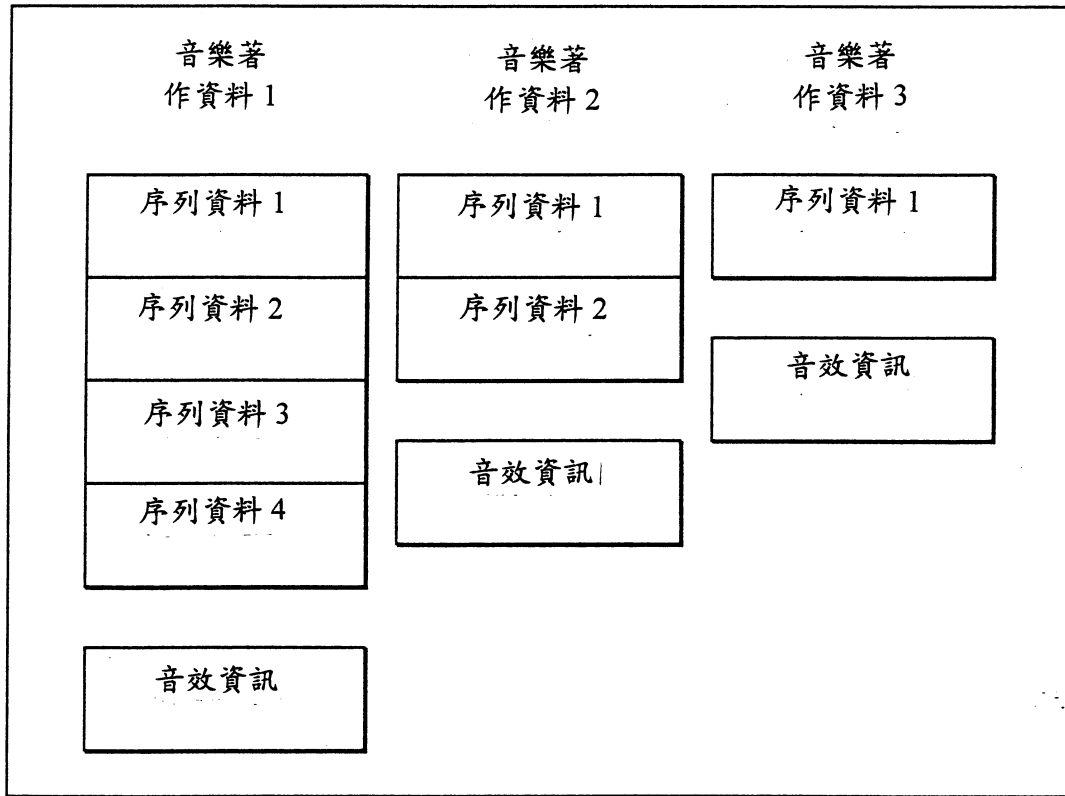 音樂著
作資料 1
音樂著
作資料 2
音樂著
作資料 3
序列資料 1
序列資料 2
序列資料 3
序列資料 4
音效資訊
序列資料 1
序列資料 2
音效資訊
序列資料 1
音效資訊